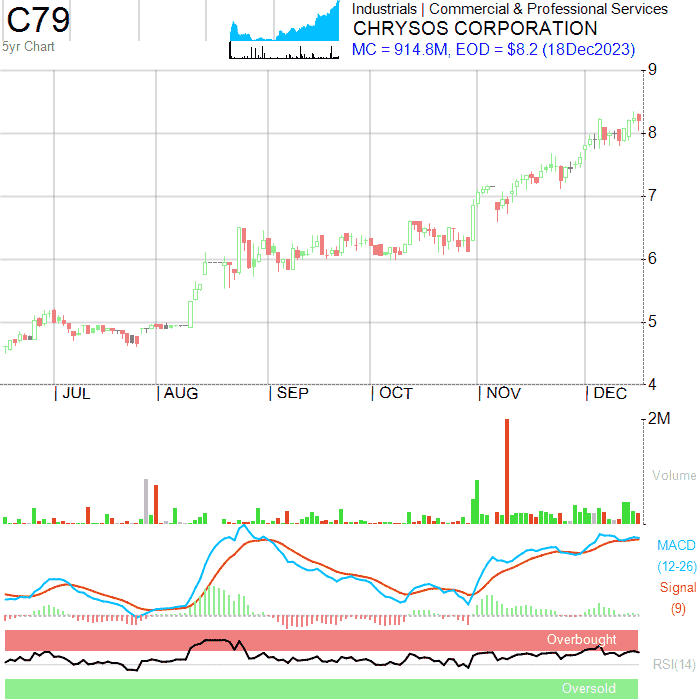 C79
5yr Chart
Industrials | Commercial & Professional Services
CHRYSOS CORPORATION
MC = 914.8M, EOD = $8.2 (18Dec2023)
9
8
7
6
5
4
JUL AUG SEP OCT NOV DEC
2M
Volume
MACD
(12-26)
Signal
(9)
Overbought
RSI(14)
Oversold